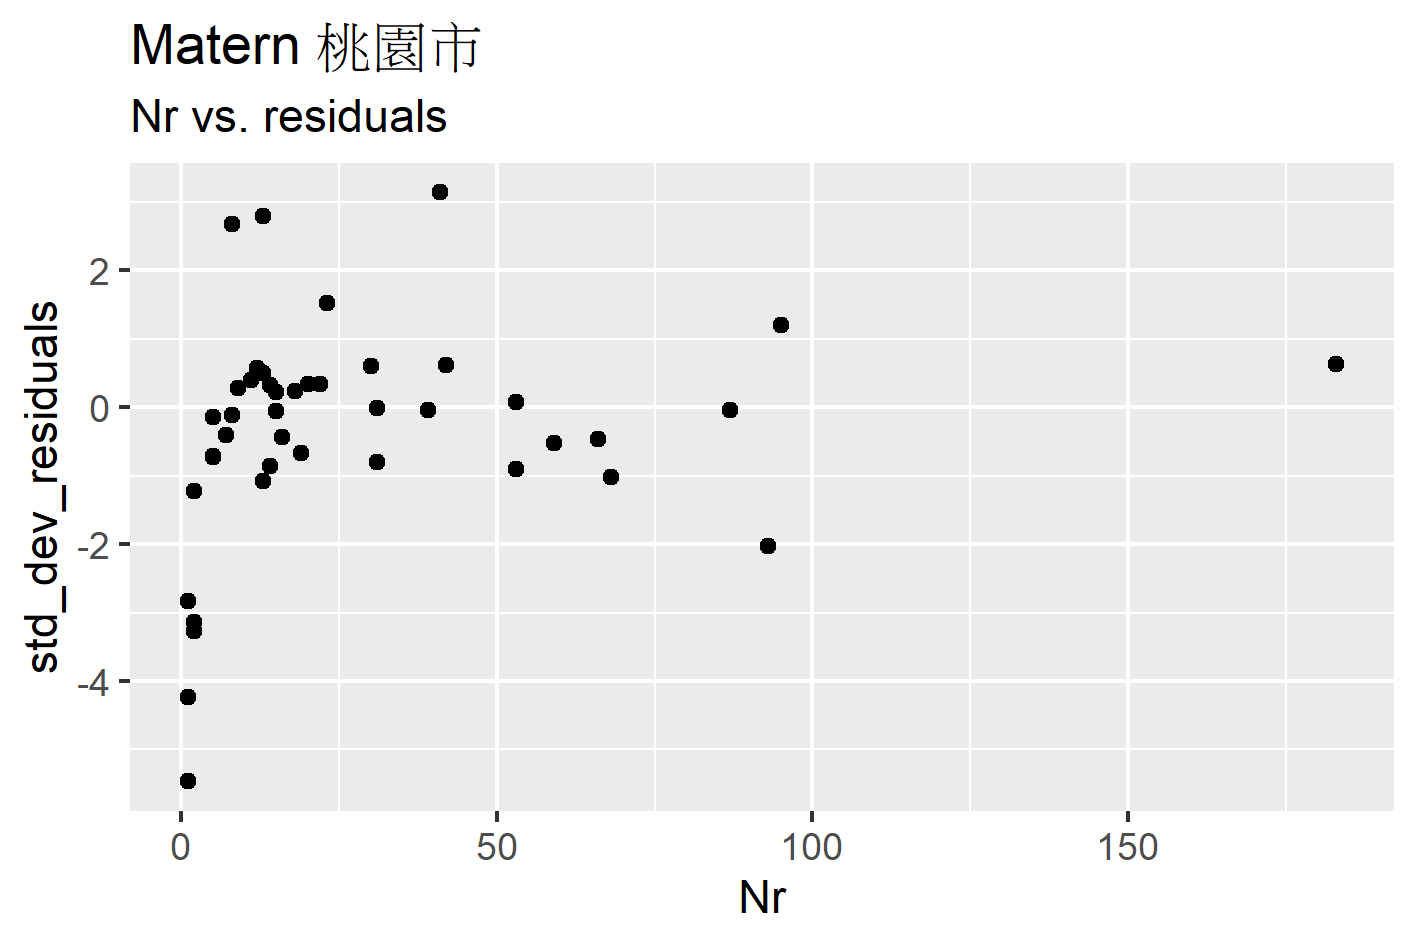 Matern 桃園市
Nr vs. residuals
std_dev_residuals
2
0
-2
-4
0 50 100 150
Nr